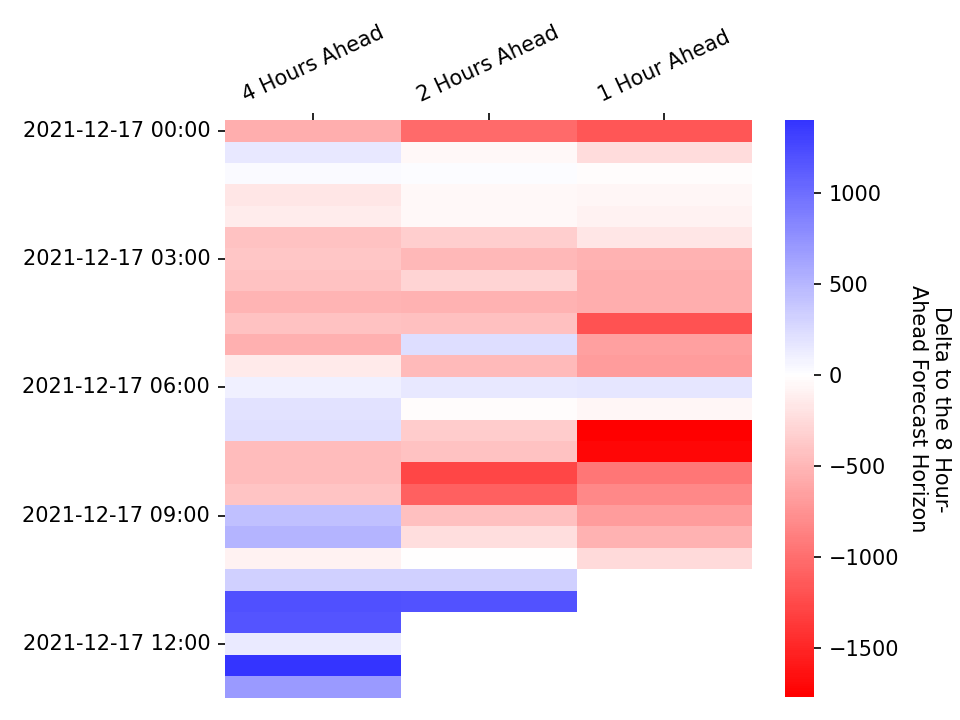 4 Hours Ahead
2 Hours Ahead
1 Hour Ahead
2021-12-17 00:00
2021-12-17 03:00
2021-12-17 06:00
2021-12-17 09:00
2021-12-17 12:00
1000
500
0
−500
−1000
−1500
Delta to the 8 Hour-
Ahead Forecast Horizon